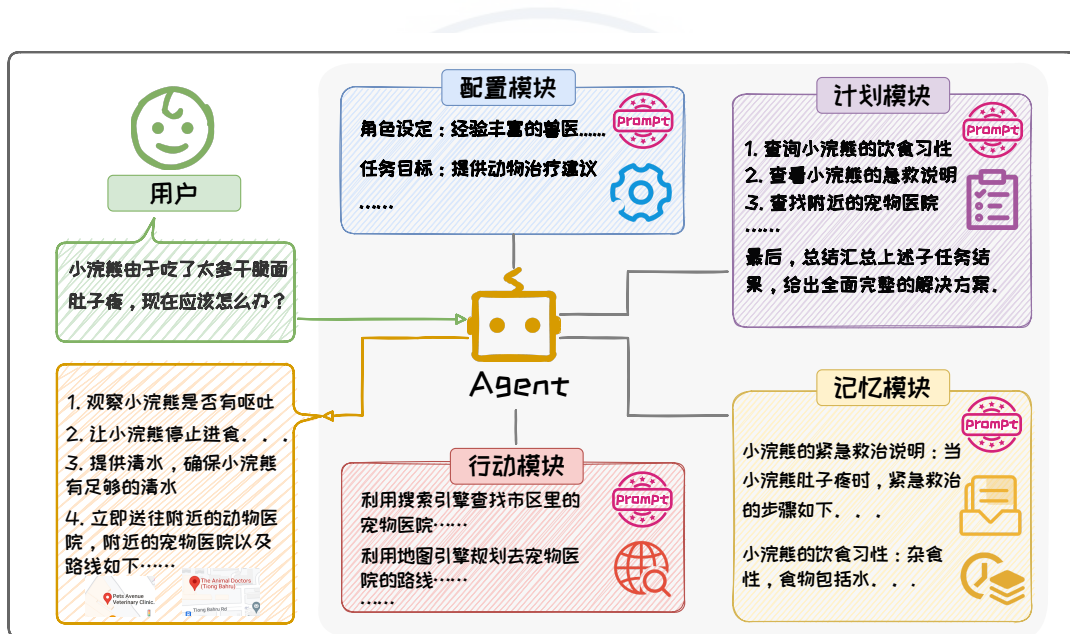 用户
小浣熊由于吃了太多干脆面
肚子疼，现在应该怎么办？
1. 观察小浣熊是否有呕吐
2. 让小浣熊停止进食．．．
3. 提供清水，确保小浣熊
有足够的清水
4. 立即送往附近的动物医
院，附近的宠物医院以及
路线如下……
Pets Avenue
Veterinary Clinic
The Animal Doctors
(Tiong Bahru)
Tiong Bahru Rd
配置模块
Prompt
角色设定：经验丰富的兽医……
任务目标：提供动物治疗建议
……
Agent
行动模块
Prompt
利用搜索引擎查找市区里的
宠物医院……
利用地图引擎规划去宠物医
院的路线……
……
计划模块
Prompt
1. 查询小浣熊的饮食习性
2. 查看小浣熊的急救说明
3. 查找附近的宠物医院
……
最后，总结汇总上述子任务结
果，给出全面完整的解决方案．
记忆模块
Prompt
小浣熊的紧急救治说明：当
小浣熊肚子疼时，紧急救治
的步骤如下．．．
小浣熊的饮食习性：杂食
性，食物包括水．．．